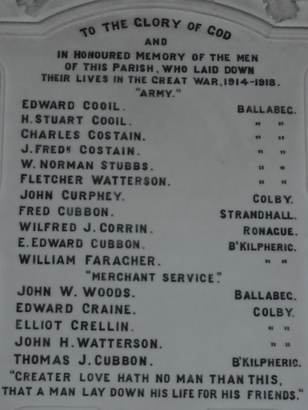 TO THE GLORY OF GOD
AND
IN HONOURED MEMORY OF THE MEN
OF THIS PARISH, WHO LAID DOWN
THEIR LIVES IN THE GREAT WAR, 1914-1918.
"ARMY."
EDWARD COOIL. BALLABEG.
H. STUART COOIL. " "
CHARLES COSTAIN. " "
J. FREDK COSTAIN. " "
W. NORMAN STUBBS. " "
FLETCHER WATTERSON. " "
JOHN CURPHEY. COLBY.
FRED CUBBON. STRANDHALL.
WILFRED J. CORRIN. RONAGUE.
E. EDWARD CUBBON. BKILPHERIC.
WILLIAM FARACHER. " "
"MERCHANT SERVICE."
JOHN W. WOODS. BALLABEG.
EDWARD CRAINE. COLBY.
ELLIOT CRELLIN. " "
JOHN H. WATTERSON. " "
THOMAS J. CUBBON. BKILPHERIC.
"GREATER LOVE HATH NO MAN THAN THIS,
THAT A MAN LAY DOWN HIS LIFE FOR HIS FRIENDS."